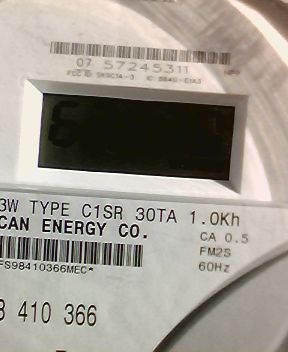 07 57245311
3W TYPE C1SR 30TA 1.0Kh
CAN ENERGY CO.
CA 0.5
FM2S
60Hz
FS98410366MEC*
8 410 366